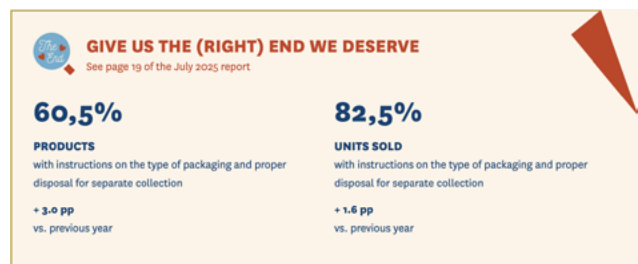 The End
GIVE US THE (RIGHT) END WE DESERVE
See page 19 of the July 2025 report
60,5%
PRODUCTS
with instructions on the type of packaging and proper
disposal for separate collection
+ 3.0 pp
vs. previous year
82,5%
UNITS SOLD
with instructions on the type of packaging and proper
disposal for separate collection
+ 1.6 pp
vs. previous year